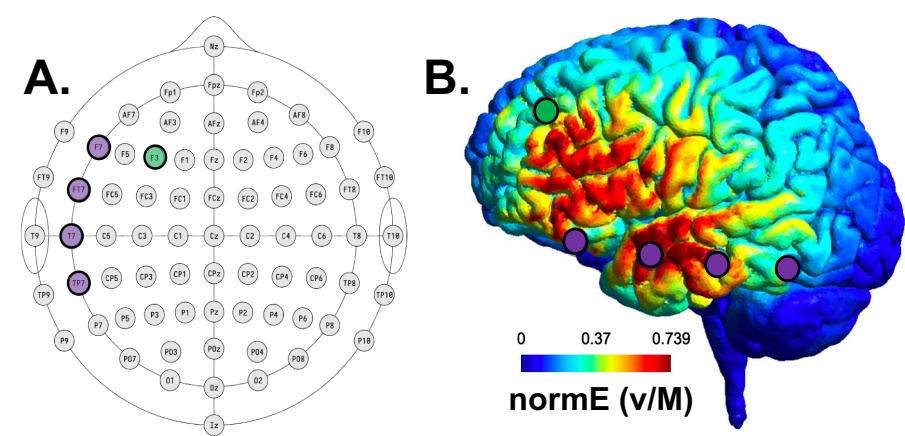 A.
B.
Nz
Fp1 Fpz Fp2
AF7 AF8
AF3 AFz AF4
F9 F10
F7 F5 F3 F1 Fz F2 F4 F6 F8
FT9 FT10
FT7 FC5 FC3 FC1 FCz FC2 FC4 FC6 FT8
T9 T7 C5 C3 C1 Cz C2 C4 C6 T8 T10
TP7 CP5 CP3 CP1 CPz CP2 CP4 CP6 TP8
TP9 TP10
P7 P5 P3 P1 Pz P2 P4 P6 P8
P9 P10
PO7 PO3 POz PO4 PO8
O1 Oz O2
Iz
0 0.37 0.739
normE (v/M)